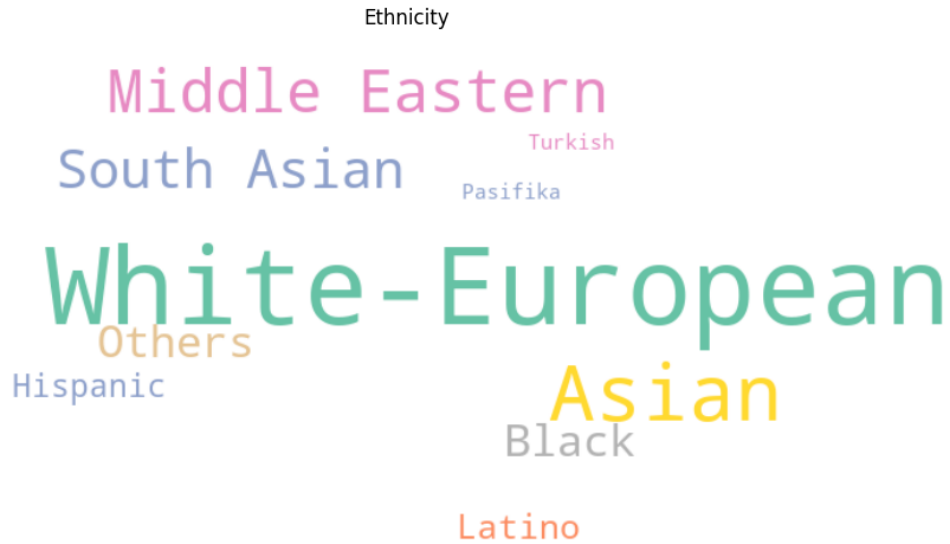 Ethnicity
Middle Eastern
Turkish
South Asian
Pasifika
White-European
Others
Hispanic
Asian
Black
Latino